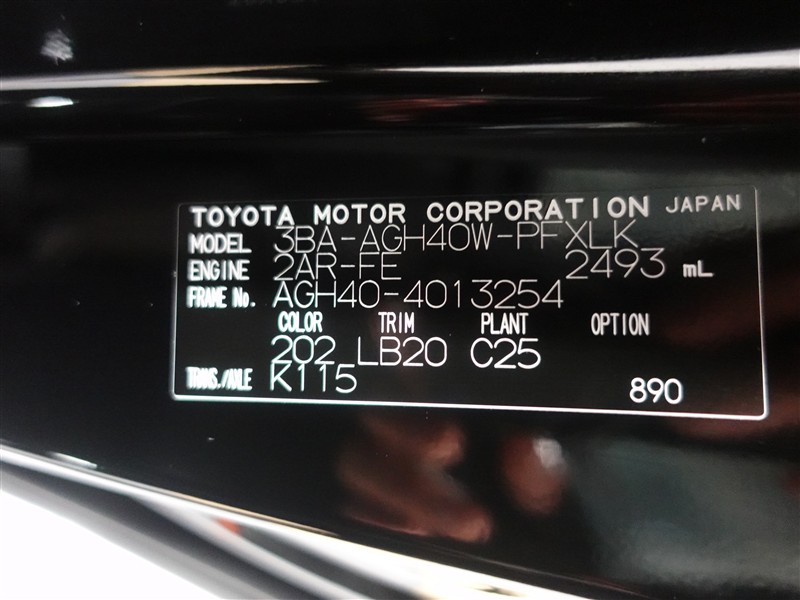 TOYOTA MOTOR CORPORATION JAPAN
MODEL 3BA-AGH40W-PFXLK
ENGINE 2AR-FE 2493 mL
FRAME No. AGH40-4013254
COLOR TRIM PLANT OPTION
202 LB20 C25
TRANS./AXLE K115 890